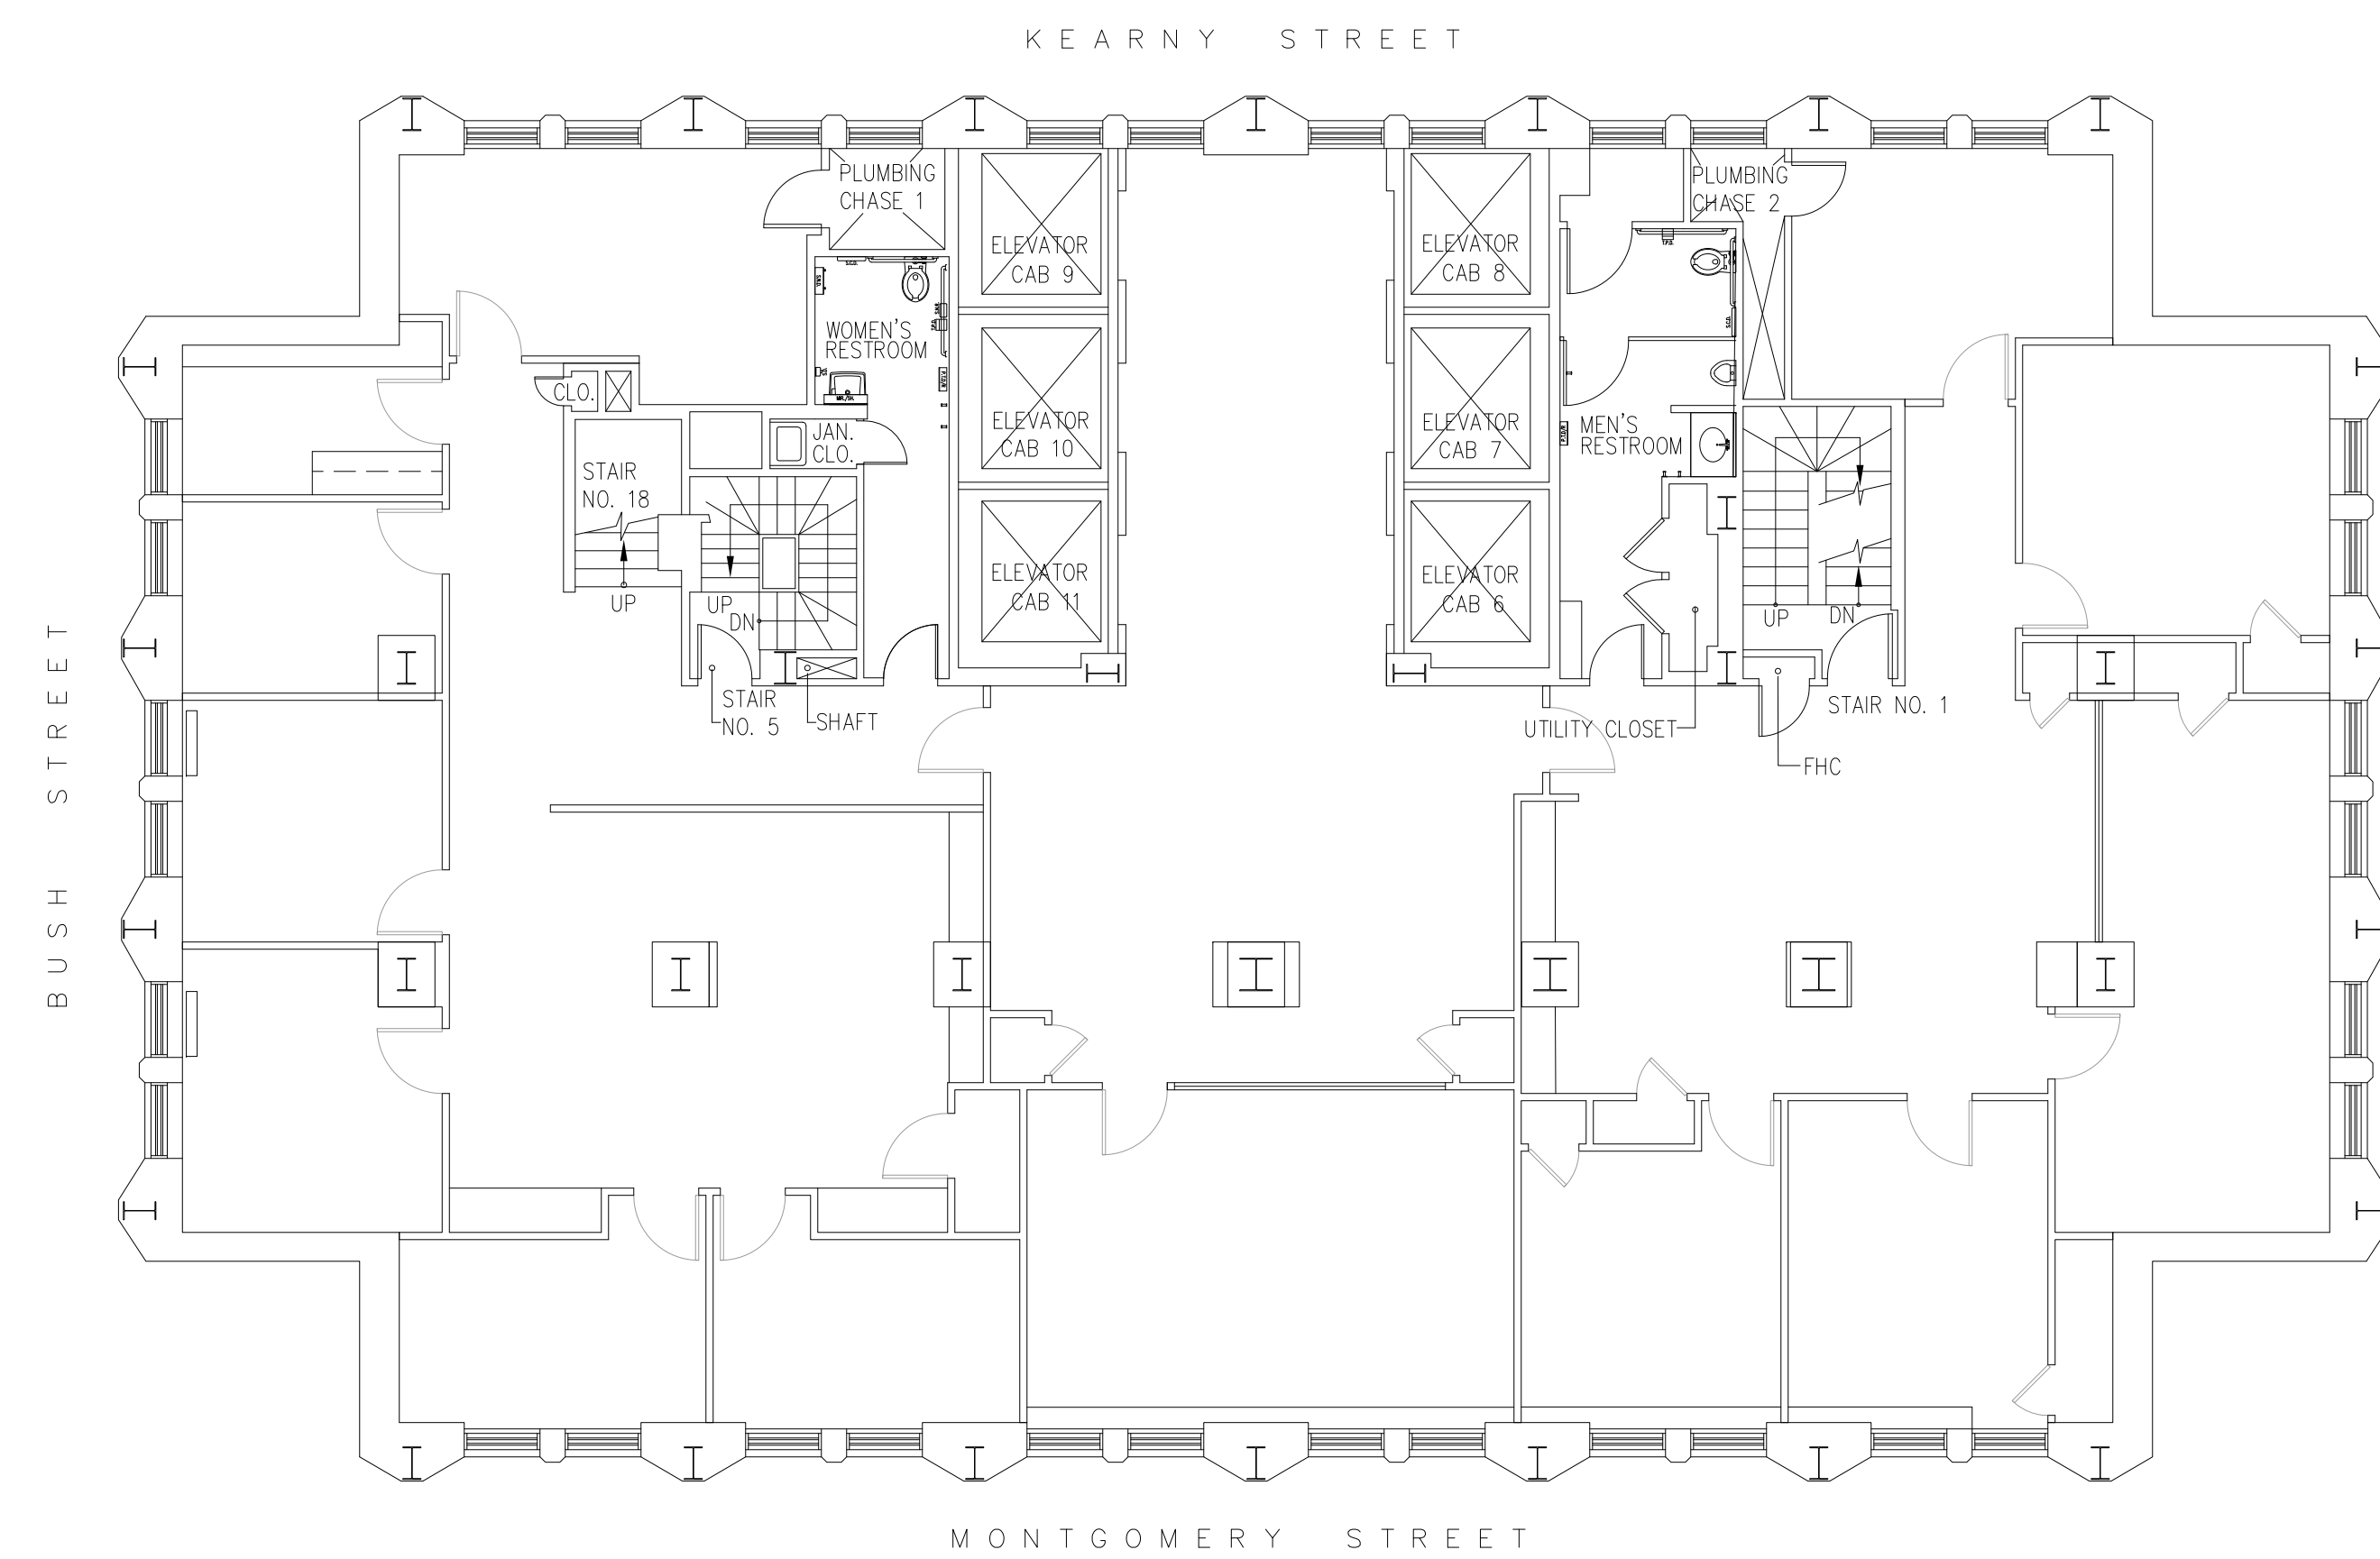 KEARNY STREET
PLUMBING
CHASE 1
PLUMBING
CHASE 2
ELEVATOR
CAB 9
ELEVATOR
CAB 8
S.C.D.
T.P.D.
WOMEN'S
RESTROOM
S.C.D.
CLO.
ELEVATOR
CAB 10
ELEVATOR
CAB 7
MEN'S
RESTROOM
JAN.
CLO.
STAIR
NO. 18
ELEVATOR
CAB 11
ELEVATOR
CAB 6
UP
UP
DN
UP
DN
STAIR
NO. 5
SHAFT
UTILITY CLOSET
STAIR NO. 1
FHC
BUSH STREET
MONTGOMERY STREET